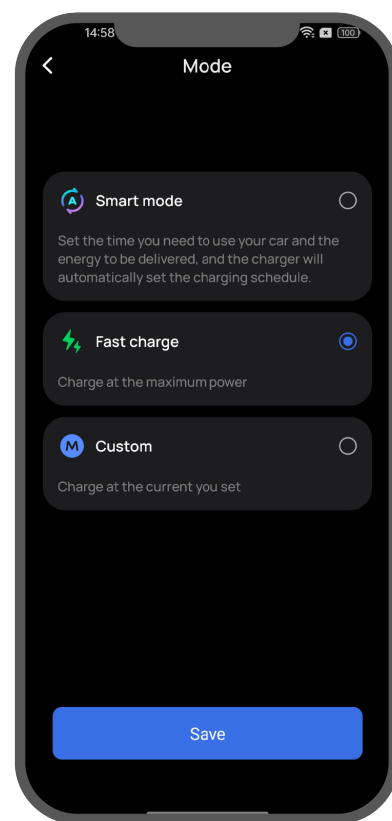 14:58
100
Mode
A
Smart mode
Set the time you need to use your car and the
energy to be delivered, and the charger will
automatically set the charging schedule.
Fast charge
Charge at the maximum power
M
Custom
Charge at the current you set
Save